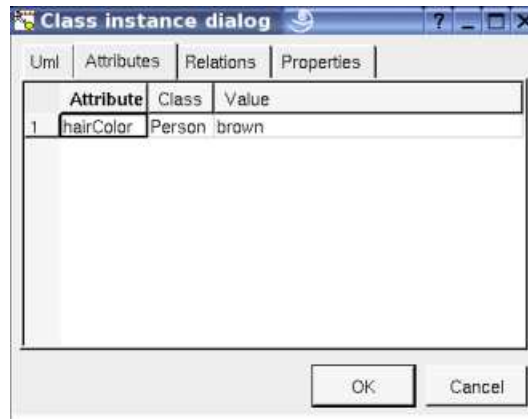 Class instance dialog
Uml Attributes Relations Properties
Attribute Class Value
1 hairColor Person brown
OK Cancel